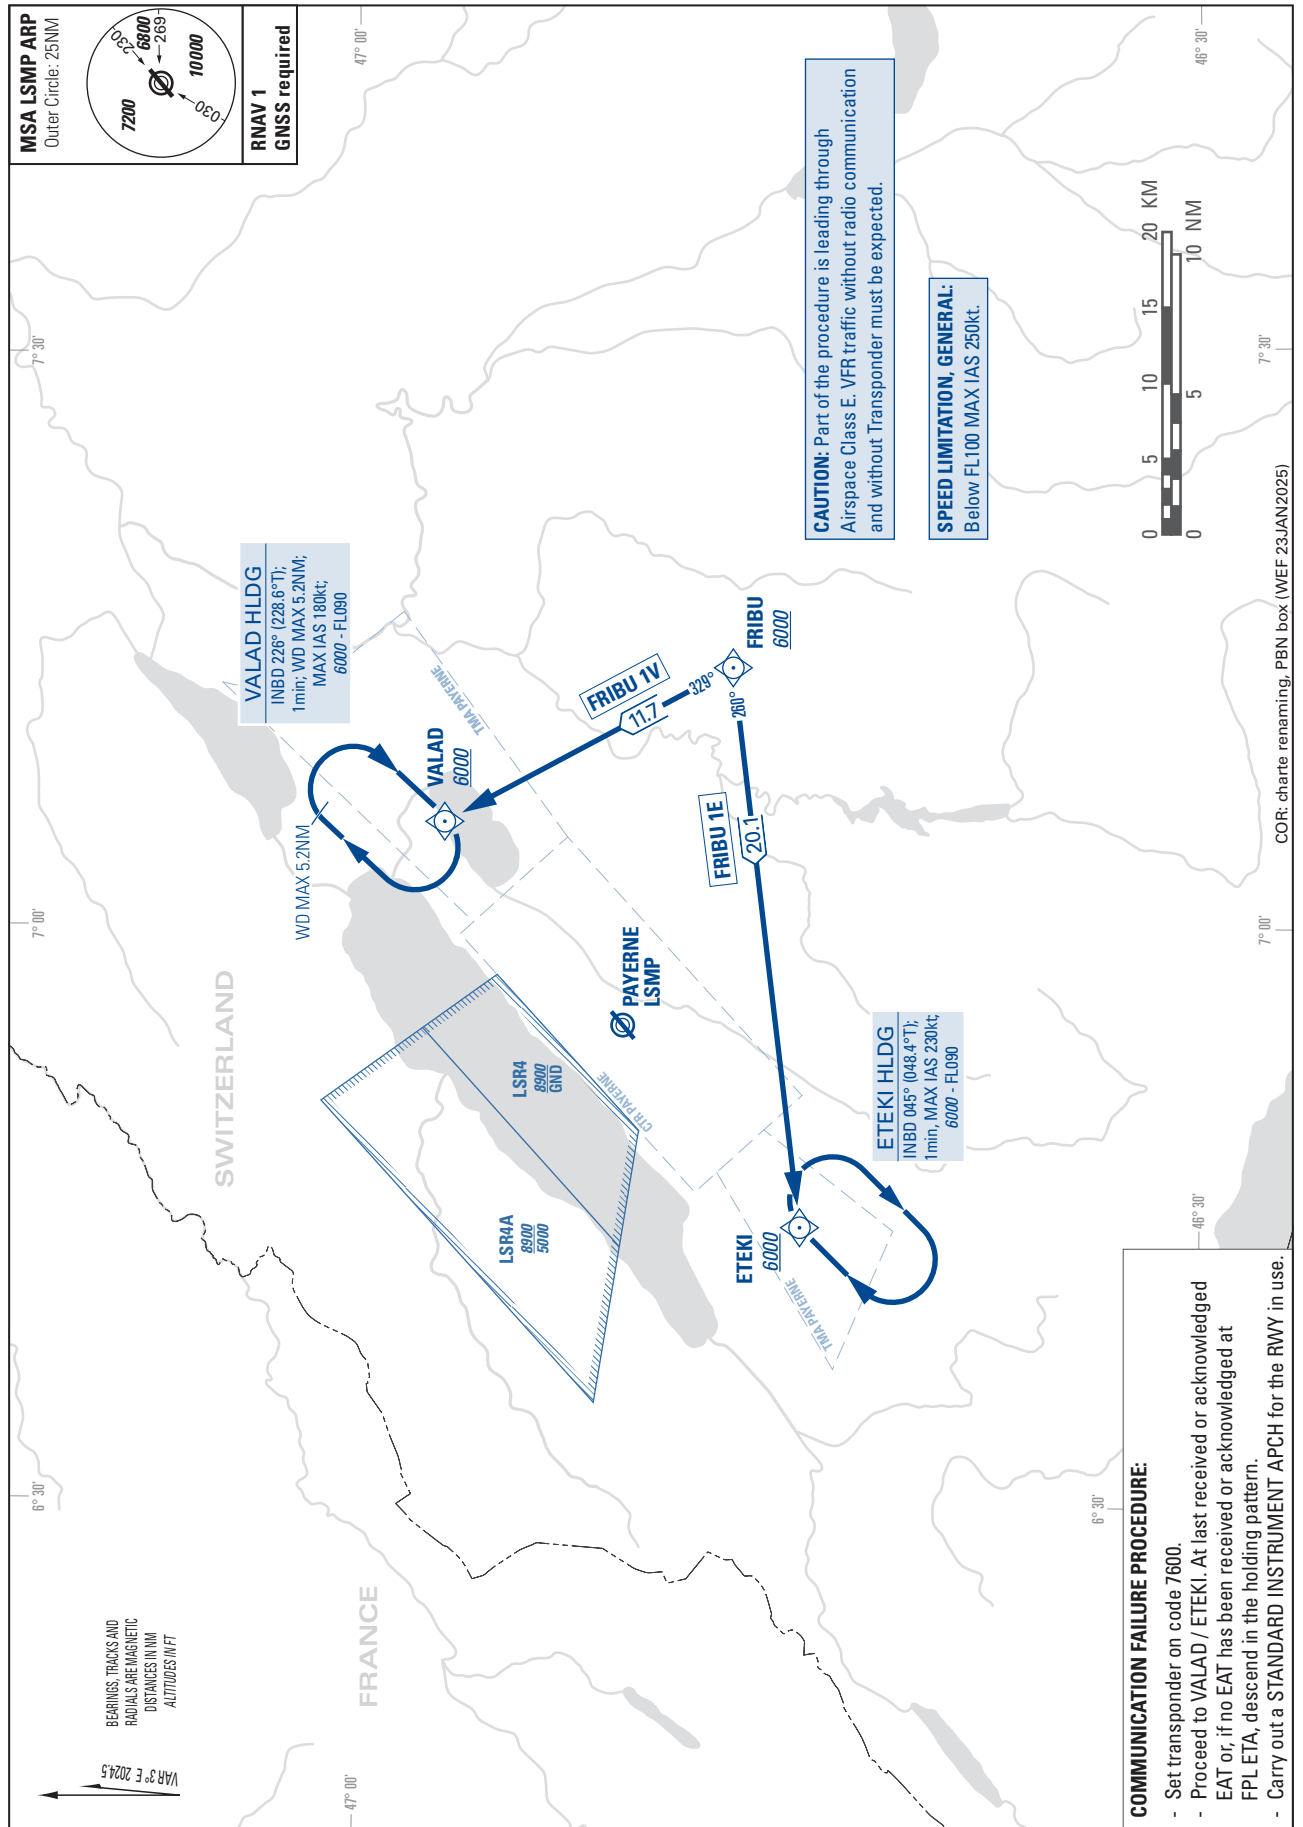 MSA LSMP ARP
Outer Circle: 25NM
7200
6800
10000
230
269
030
RNAV 1
GNSS required
BEARINGS, TRACKS AND
RADIALS ARE MAGNETIC
DISTANCES IN NM
ALTITUDES IN FT
VAR 3° E 2024.5
6° 30'
7° 00'
7° 30'
47° 00'
47° 00'
46° 30'
46° 30'
6° 30'
7° 00'
7° 30'
SWITZERLAND
FRANCE
VALAD HLDG
INBD 226° (228.6°T);
1min; WD MAX 5.2NM;
MAX IAS 180kt;
6000 - FL090
WD MAX 5.2NM
VALAD
6000
TMA PAYERNE
FRIBU 1V
11.7
329°
260°
FRIBU
6000
FRIBU 1E
20.1
PAYERNE
LSMP
CTR PAYERNE
LSR4
8900
GND
LSR4A
8900
5000
ETEKI
6000
TMA PAYERNE
ETEKI HLDG
INBD 045° (048.4°T);
1min, MAX IAS 230kt;
6000 - FL090
CAUTION: Part of the procedure is leading through
Airspace Class E. VFR traffic without radio communication
and without Transponder must be expected.
SPEED LIMITATION, GENERAL:
Below FL100 MAX IAS 250kt.
0 5 10 15 20 KM
0 5 10 NM
COMMUNICATION FAILURE PROCEDURE:
- Set transponder on code 7600.
- Proceed to VALAD / ETEKI. At last received or acknowledged
EAT or, if no EAT has been received or acknowledged at
FPL ETA, descend in the holding pattern.
- Carry out a STANDARD INSTRUMENT APCH for the RWY in use.
COR: charte renaming, PBN box (WEF 23JAN2025)